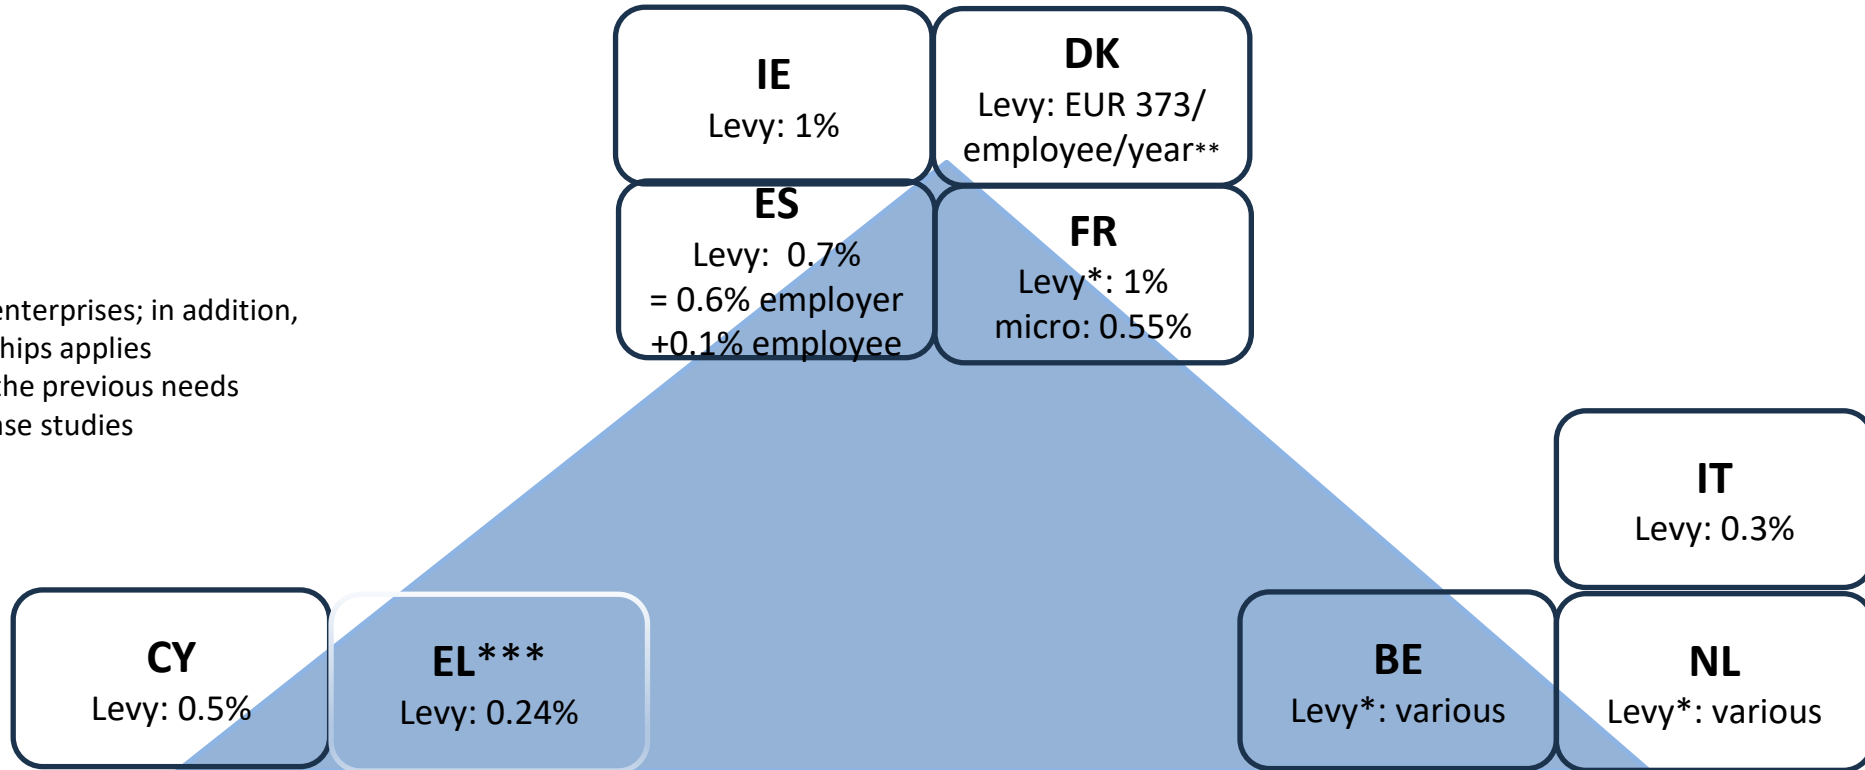 IE
Levy: 1%
DK
Levy: EUR 373/
employee/year**
ES
Levy: 0.7%
= 0.6% employer
+0.1% employee
FR
Levy*: 1%
micro: 0.55%
enterprises; in addition,
hips applies
the previous needs
studies
IT
Levy: 0.3%
CY
Levy: 0.5%
EL***
Levy: 0.24%
BE
Levy*: various
NL
Levy*: various